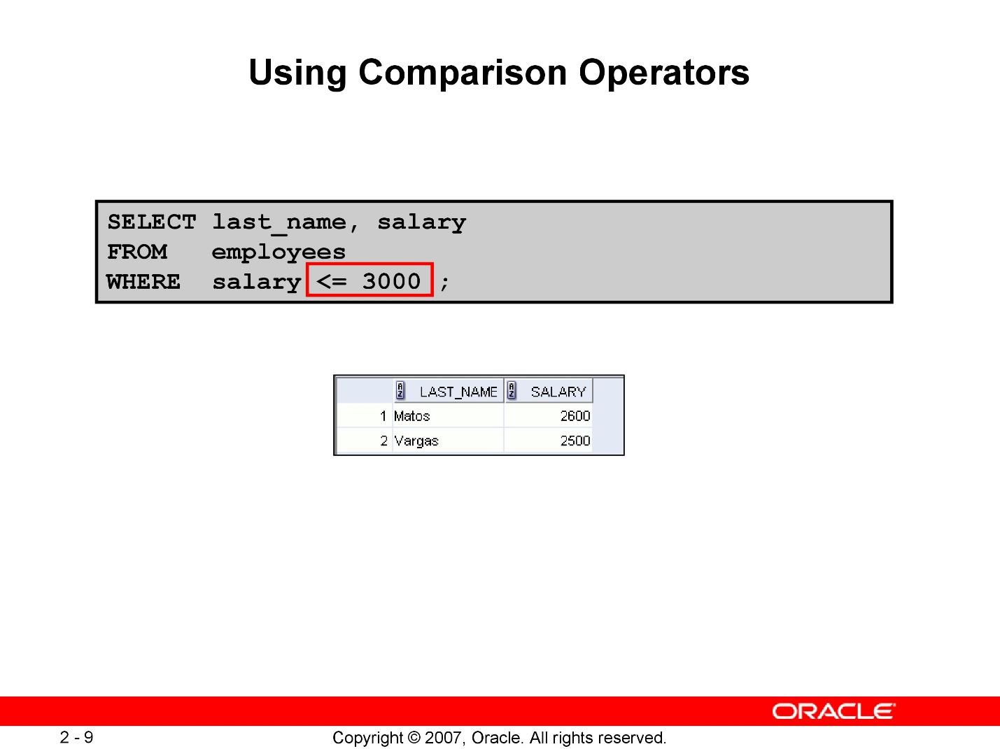 Using Comparison Operators
SELECT last_name, salary
FROM   employees
WHERE  salary <= 3000 ;
LAST_NAME SALARY
1 Matos 2600
2 Vargas 2500
ORACLE
2 - 9 Copyright © 2007, Oracle. All rights reserved.